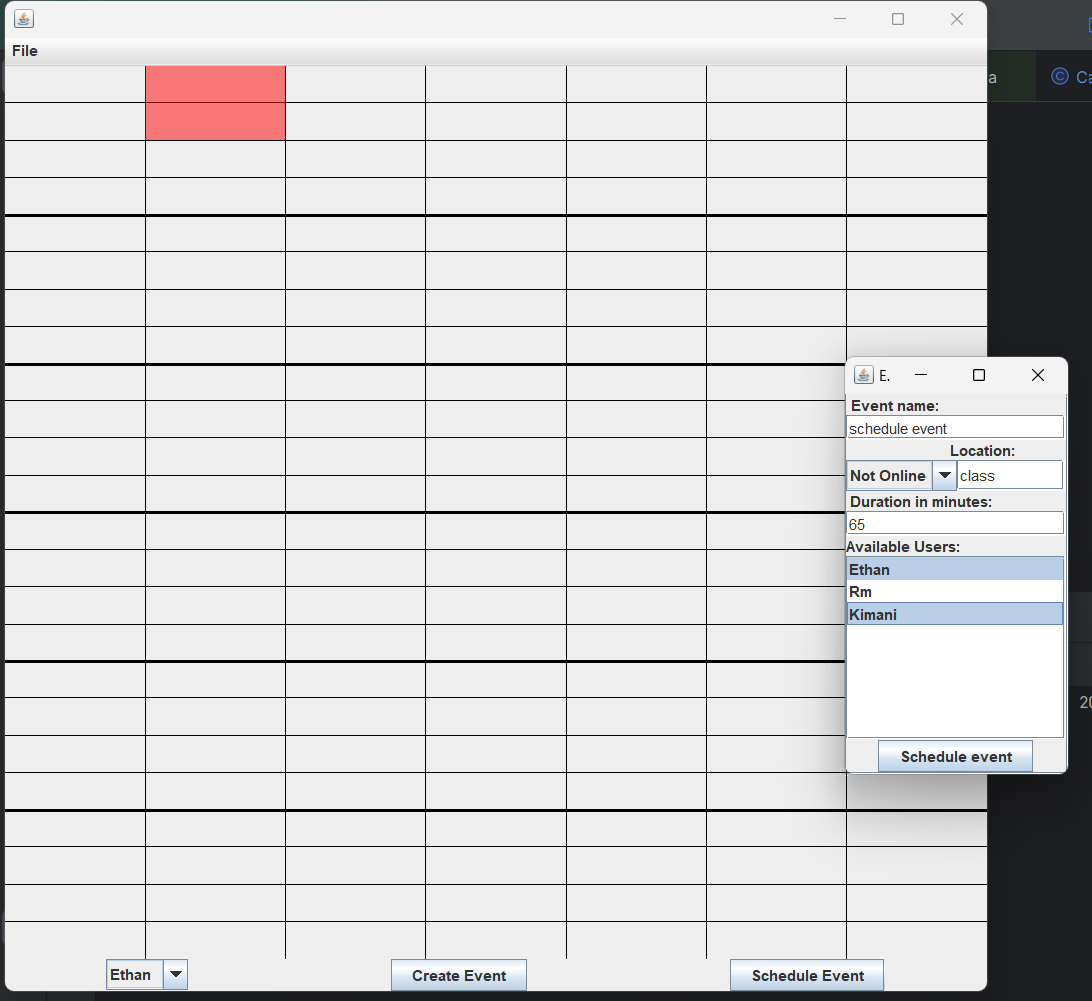 File
a
Ca
E.
Event name:
schedule event
Location:
Not Online
class
Duration in minutes:
65
Available Users:
Ethan
Rm
Kimani
20
Schedule event
Ethan
Create Event
Schedule Event